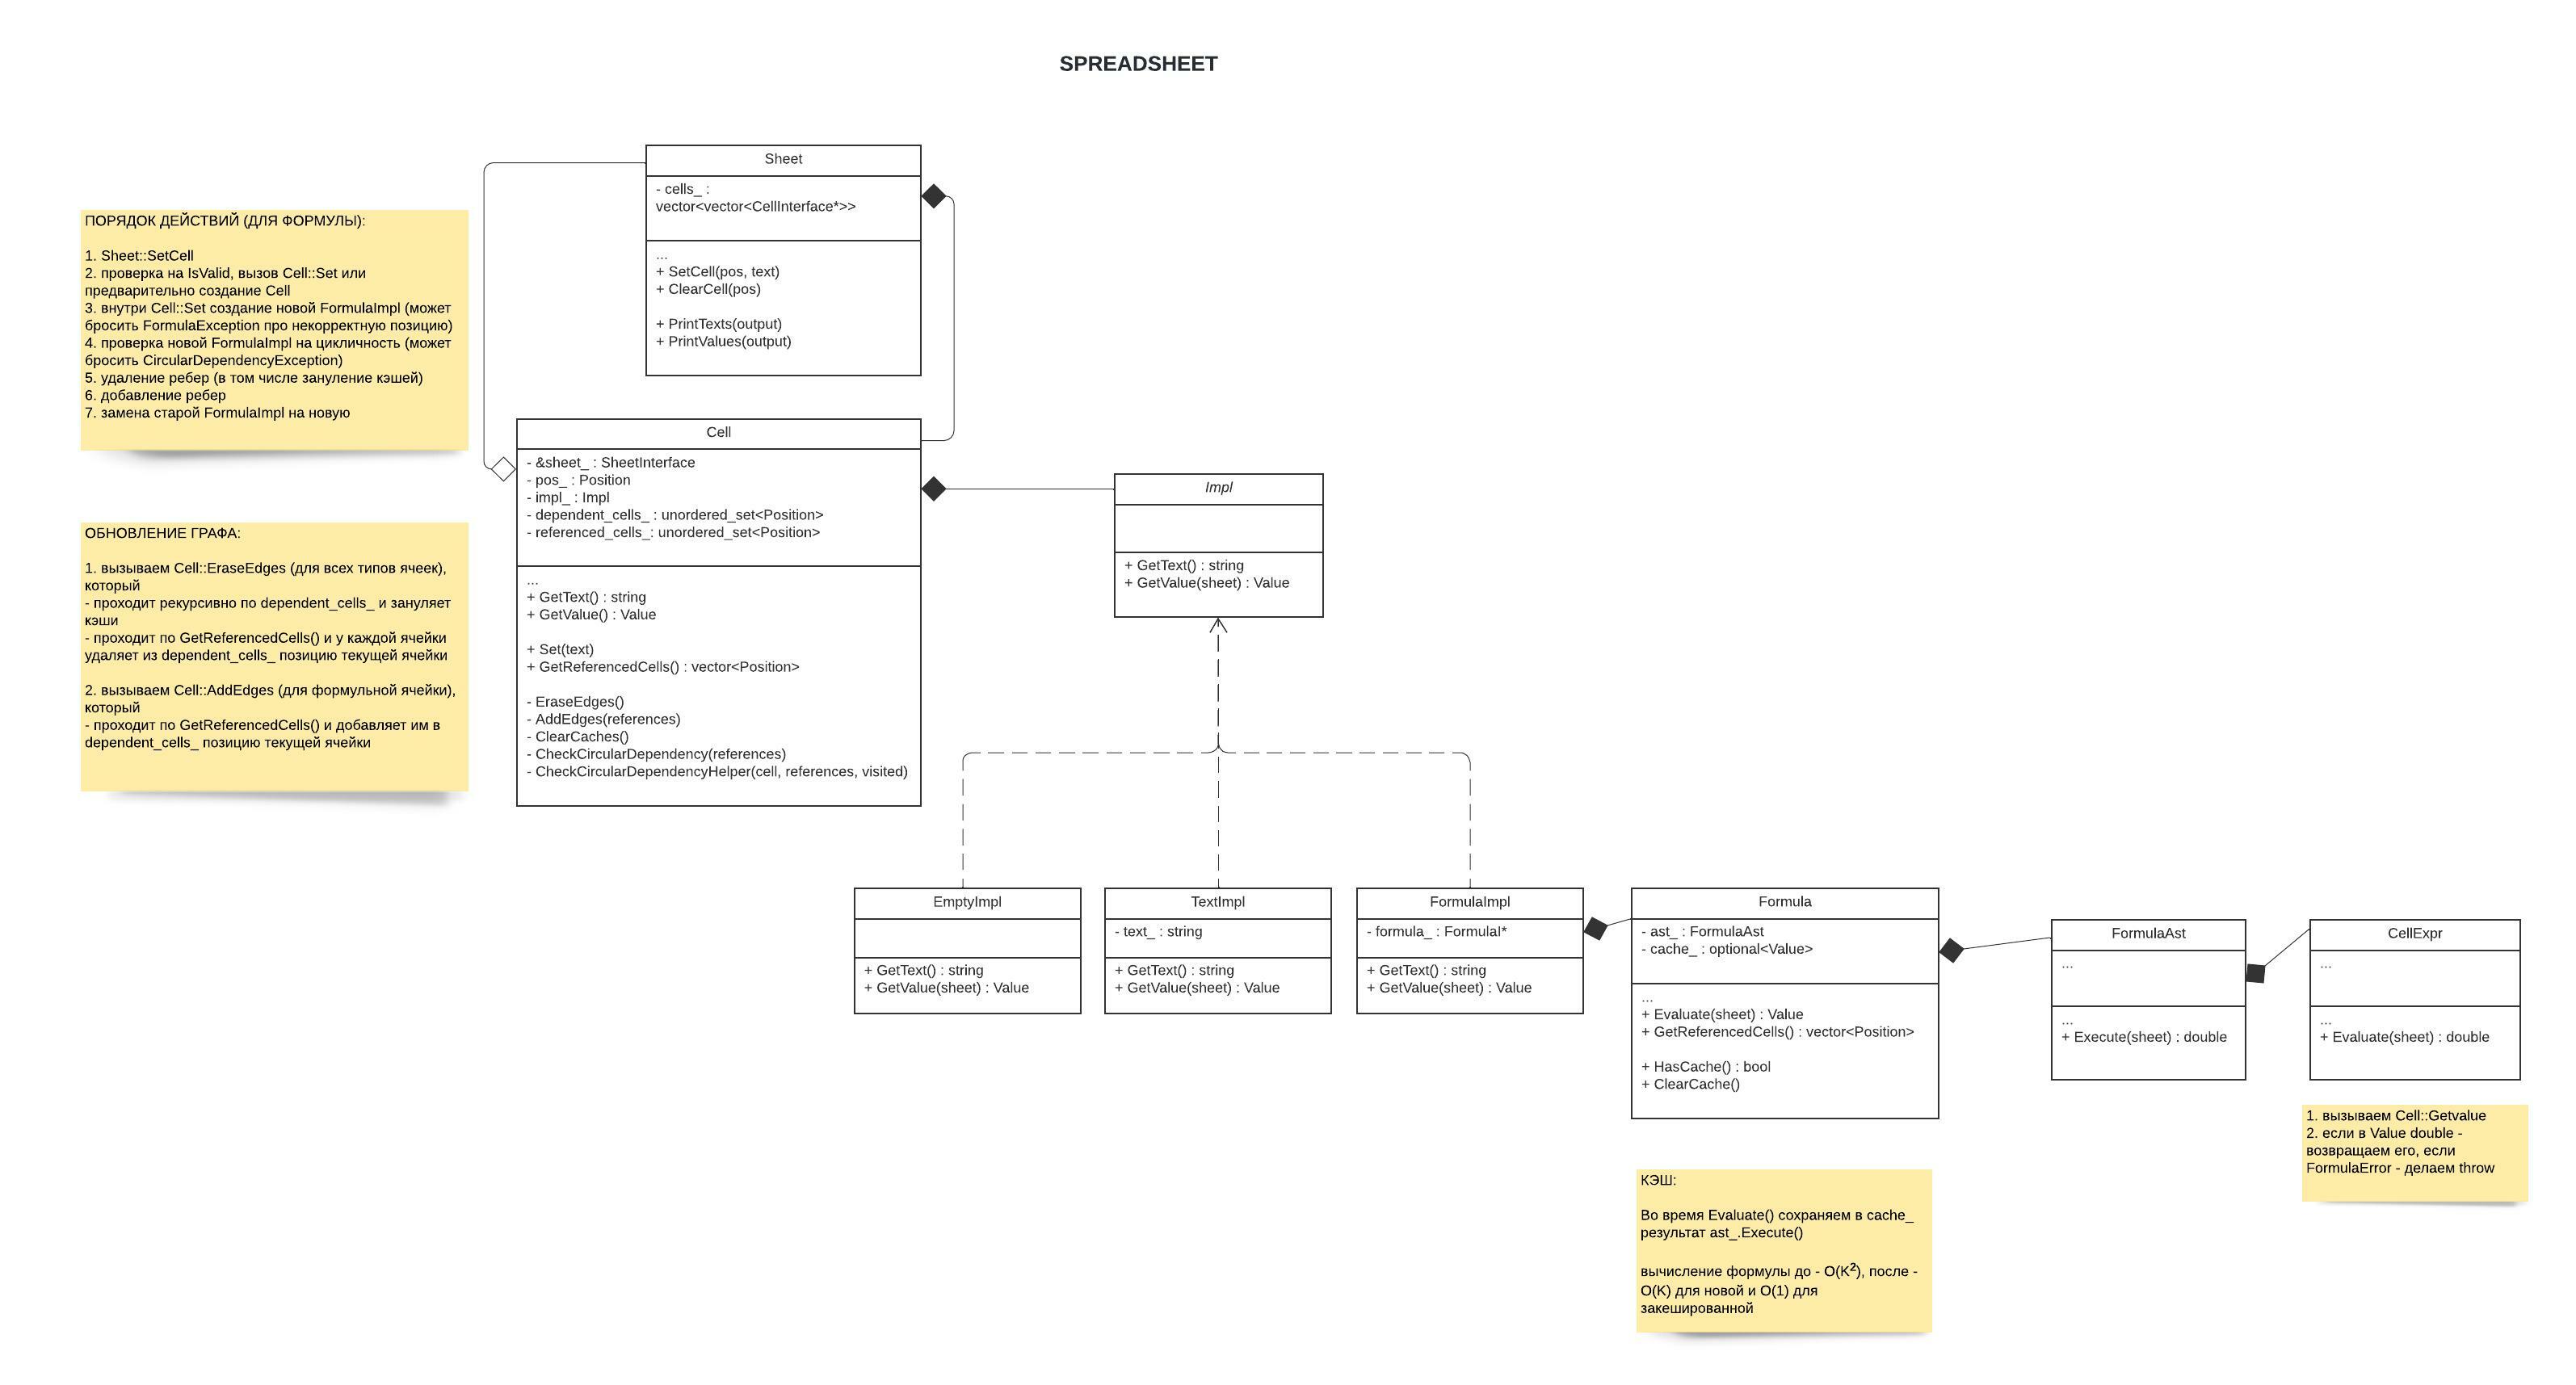 SPREADSHEET
ПОРЯДОК ДЕЙСТВИЙ (ДЛЯ ФОРМУЛЫ):
1. Sheet::SetCell
2. проверка на IsValid, вызов Cell::Set или
предварительно создание Cell
3. внутри Cell::Set создание новой FormulaImpl (может
бросить FormulaException про некорректную позицию)
4. проверка новой FormulaImpl на цикличность (может
бросить CircularDependencyException)
5. удаление ребер (в том числе зануление кэшей)
6. добавление ребер
7. замена старой FormulaImpl на новую
ОБНОВЛЕНИЕ ГРАФА:
1. вызываем Cell::EraseEdges (для всех типов ячеек),
который
- проходит рекурсивно по dependent_cells_ и зануляет
кэши
- проходит по GetReferencedCells() и у каждой ячейки
удаляет из dependent_cells_ позицию текущей ячейки
2. вызываем Cell::AddEdges (для формульной ячейки),
который
- проходит по GetReferencedCells() и добавляет им в
dependent_cells_ позицию текущей ячейки
Sheet
- cells_ :
vector<vector<CellInterface*>>
...
+ SetCell(pos, text)
+ ClearCell(pos)
+ PrintTexts(output)
+ PrintValues(output)
Cell
- &sheet_ : SheetInterface
- pos_ : Position
- impl_ : Impl
- dependent_cells_ : unordered_set<Position>
- referenced_cells_: unordered_set<Position>
...
+ GetText() : string
+ GetValue() : Value
+ Set(text)
+ GetReferencedCells() : vector<Position>
- EraseEdges()
- AddEdges(references)
- ClearCaches()
- CheckCircularDependency(references)
- CheckCircularDependencyHelper(cell, references, visited)
Impl
+ GetText() : string
+ GetValue(sheet) : Value
EmptyImpl
+ GetText() : string
+ GetValue(sheet) : Value
TextImpl
- text_ : string
+ GetText() : string
+ GetValue(sheet) : Value
FormulaImpl
- formula_ : FormulaI*
+ GetText() : string
+ GetValue(sheet) : Value
Formula
- ast_ : FormulaAst
- cache_ : optional<Value>
...
+ Evaluate(sheet) : Value
+ GetReferencedCells() : vector<Position>
+ HasCache() : bool
+ ClearCache()
FormulaAst
...
...
+ Execute(sheet) : double
CellExpr
...
...
+ Evaluate(sheet) : double
1. вызываем Cell::Getvalue
2. если в Value double -
возвращаем его, если
FormulaError - делаем throw
КЭШ:
Во время Evaluate() сохраняем в cache_
результат ast_.Execute()
вычисление формулы до - O(K²), после -
O(K) для новой и O(1) для
закешированной